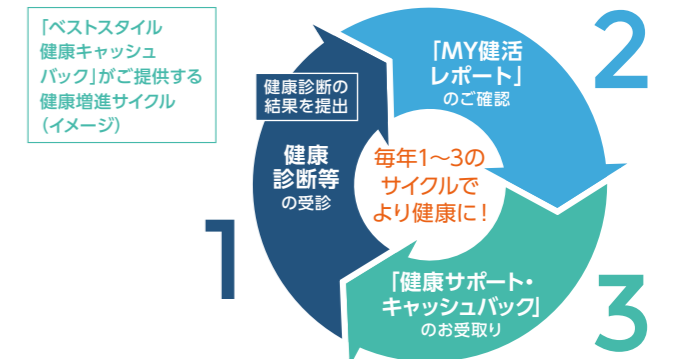 「ベストスタイル
健康キャッシュ
バック」がご提供する
健康増進サイクル
（イメージ）
1
健康診断の
結果を提出
健康
診断等
の受診
2
「MY健活
レポート」
のご確認
毎年1〜3の
サイクルで
より健康に！
3
「健康サポート・
キャッシュバック」
のお受取り